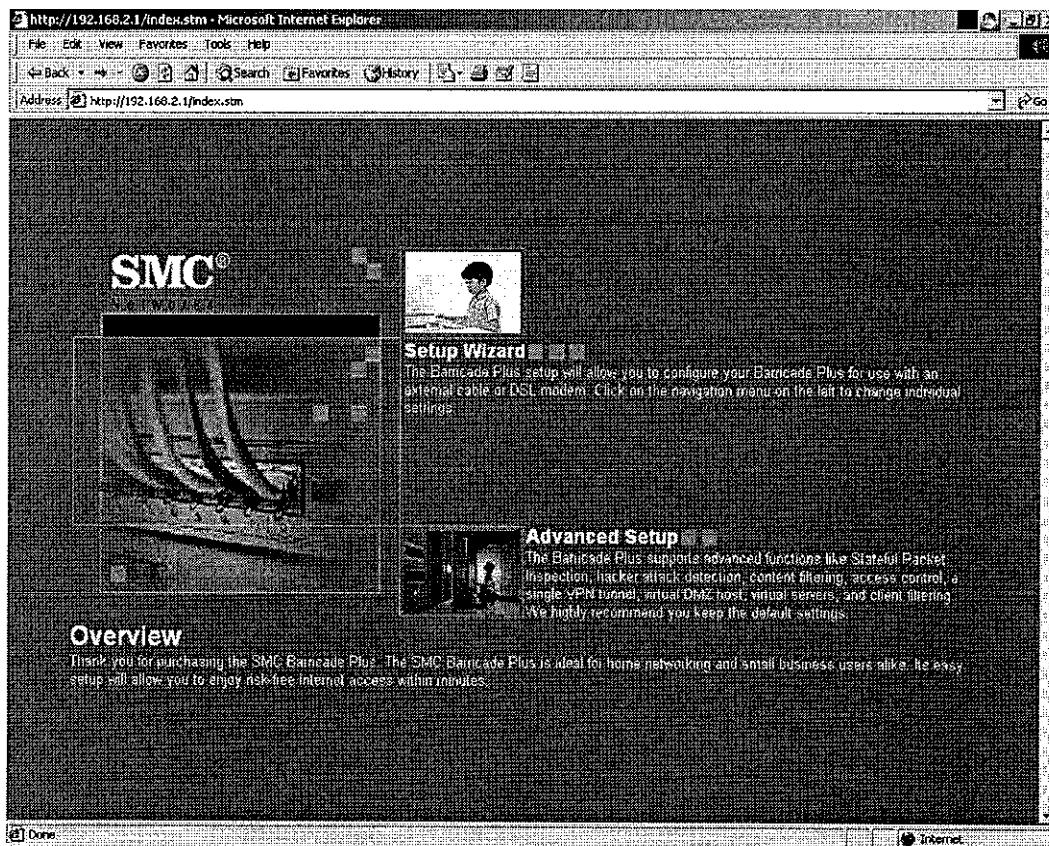 http://192.168.2.1/index.stm - Microsoft Internet Explorer
File Edit View Favorites Tools Help
Back Search Favorites History
Address http://192.168.2.1/index.stm Go
SMC®
Networks
Setup Wizard
The Barricade Plus setup will allow you to configure your Barricade Plus for use with an
external cable or DSL modem. Click on the navigation menu on the left to change individual
settings.
Advanced Setup
The Barricade Plus supports advanced functions like Stateful Packet
Inspection, hacker attack detection, content filtering, access control, a
single VPN tunnel, virtual DMZ host, virtual servers, and client filtering.
We highly recommend you keep the default settings.
Overview
Thank you for purchasing the SMC Barricade Plus. The SMC Barricade Plus is ideal for home networking and small business users alike. Its easy
setup will allow you to enjoy risk-free Internet access within minutes.
Done Internet